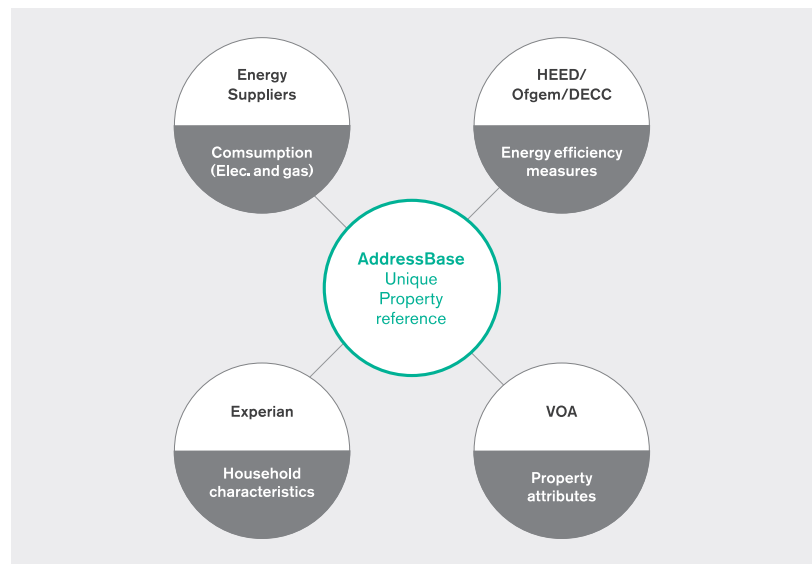 Energy
Suppliers
Comsumption
(Elec. and gas)
HEED/
Ofgem/DECC
Energy efficiency
measures
AddressBase
Unique
Property
reference
Experian
Household
characteristics
VOA
Property
attributes